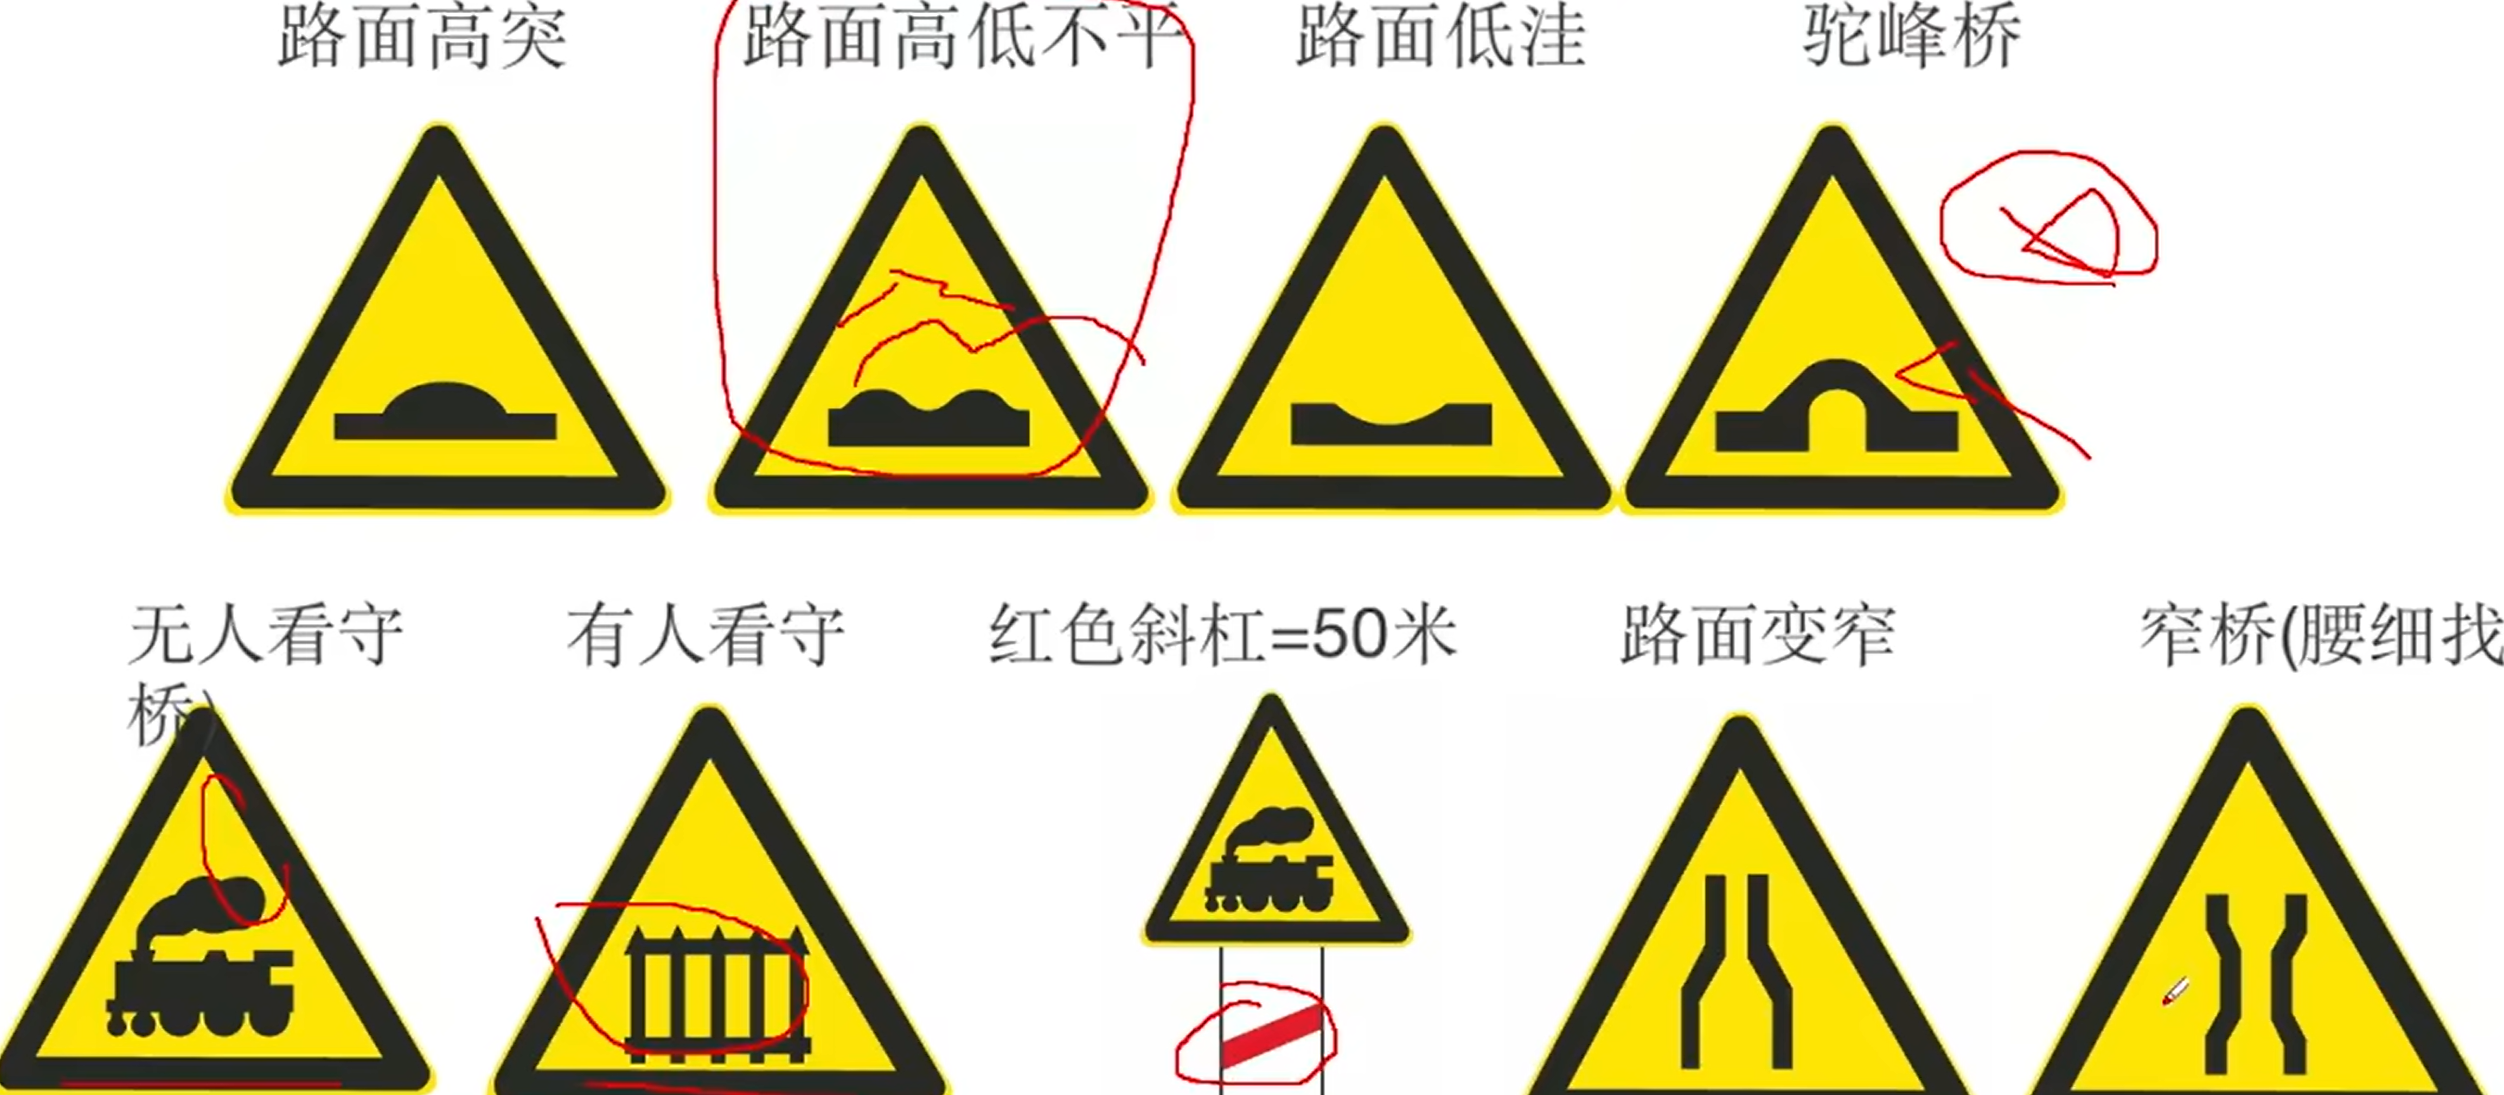 路面高突
路面高低不平
路面低洼
驼峰桥
无人看守
有人看守
红色斜杠=50米
路面变窄
窄桥(腰细找
桥)